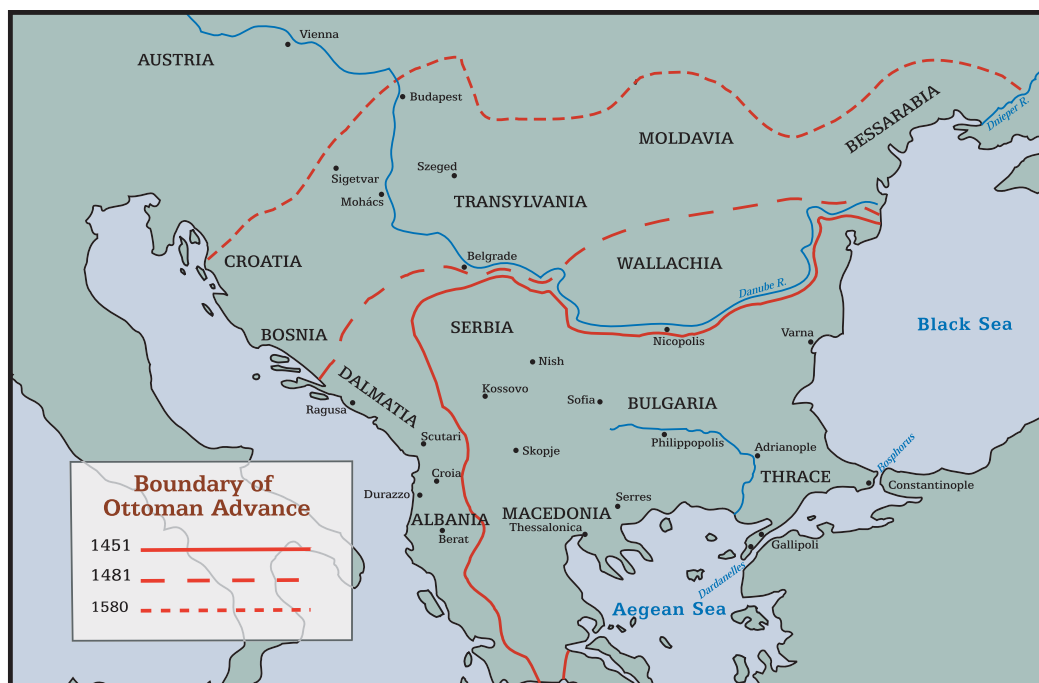 Vienna
AUSTRIA
Budapest
BESSARABIA
Dnieper R.
MOLDAVIA
Szeged
Sigetvar
Mohács
TRANSYLVANIA
Belgrade
CROATIA
WALLACHIA
Danube R.
SERBIA
Black Sea
BOSNIA
Varna
Nicopolis
Nish
DALMATIA
Kossovo
Sofia
BULGARIA
Ragusa
Scutari
Philippopolis
Adrianople
Bosphorus
Skopje
Croia
THRACE
Constantinople
Durazzo
Serres
ALBANIA
MACEDONIA
Thessalonica
Berat
Gallipoli
Dardanelles
Aegean Sea
Boundary of
Ottoman Advance
1451
1481
1580